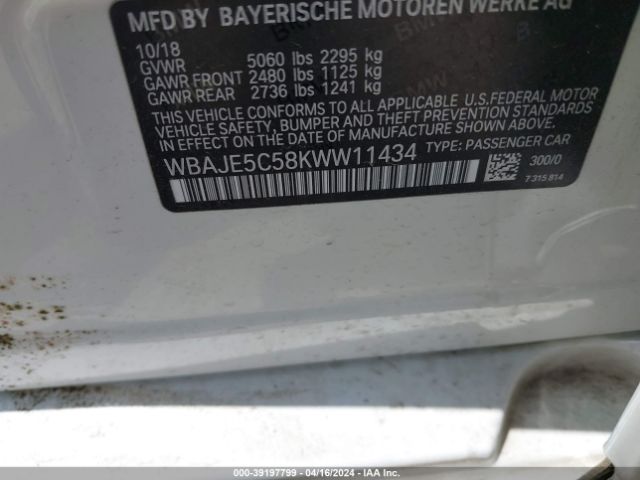 MFD BY BAYERISCHE MOTOREN WERKE AG
10/18
GVWR 5060 lbs 2295 kg
GAWR FRONT 2480 lbs 1125 kg
GAWR REAR 2736 lbs 1241 kg
THIS VEHICLE CONFORMS TO ALL APPLICABLE U.S.FEDERAL MOTOR
VEHICLE SAFETY, BUMPER AND THEFT PREVENTION STANDARDS
IN EFFECT ON THE DATE OF MANUFACTURE SHOWN ABOVE.
WBAJE5C58KWW11434 TYPE: PASSENGER CAR
300/0
7 315 814
000-39197799 - 04/16/2024 - IAA Inc.